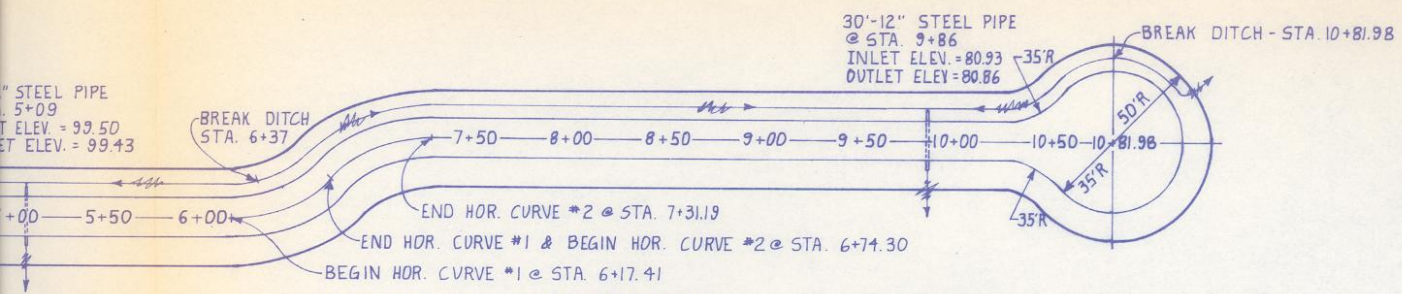 30'-12" STEEL PIPE
@ STA. 9+86
INLET ELEV. = 80.93
OUTLET ELEV = 80.86
35'R
BREAK DITCH - STA. 10+81.98
" STEEL PIPE
. 5+09
T ELEV. = 99.50
ET ELEV. = 99.43
BREAK DITCH
STA. 6+37
50'R
7+50 8+00 8+50 9+00 9+50 10+00 10+50 10+81.98
35'R
+00 5+50 6+00
END HOR. CURVE #2 @ STA. 7+31.19
35'R
END HOR. CURVE #1 & BEGIN HOR. CURVE #2 @ STA. 6+74.30
BEGIN HOR. CURVE #1 @ STA. 6+17.41